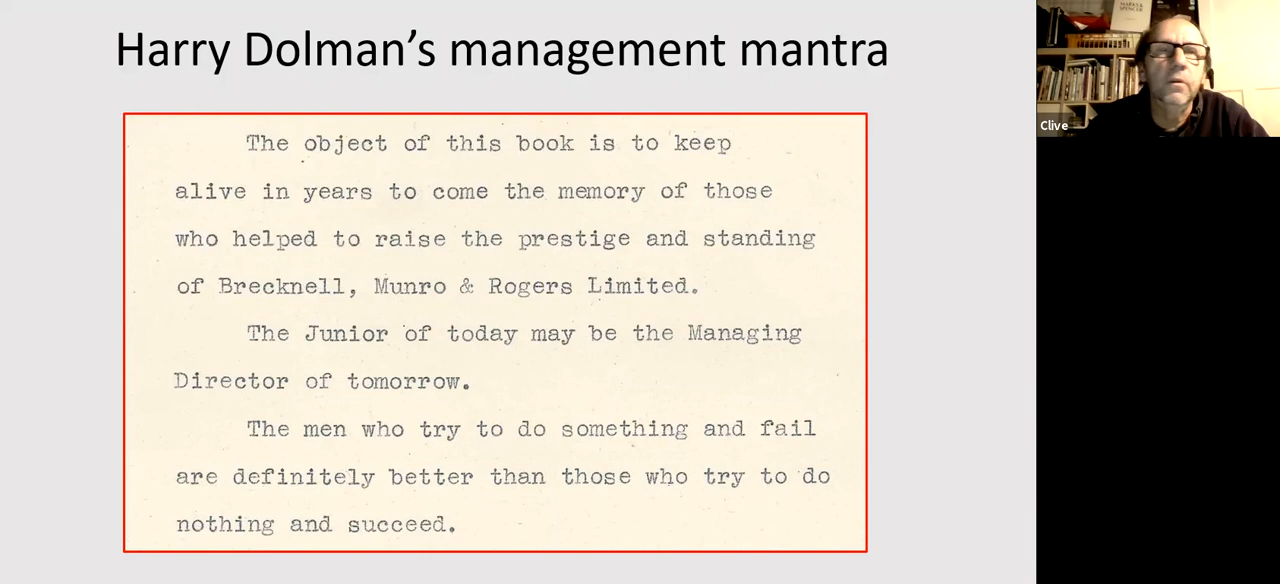 Harry Dolman's management mantra
The object of this book is to keep
alive in years to come the memory of those
who helped to raise the prestige and standing
of Brecknell, Munro & Rogers Limited.
The Junior of today may be the Managing
Director of tomorrow.
The men who try to do something and fail
are definitely better than those who try to do
nothing and succeed.
MARKS &
SPENCER
Clive